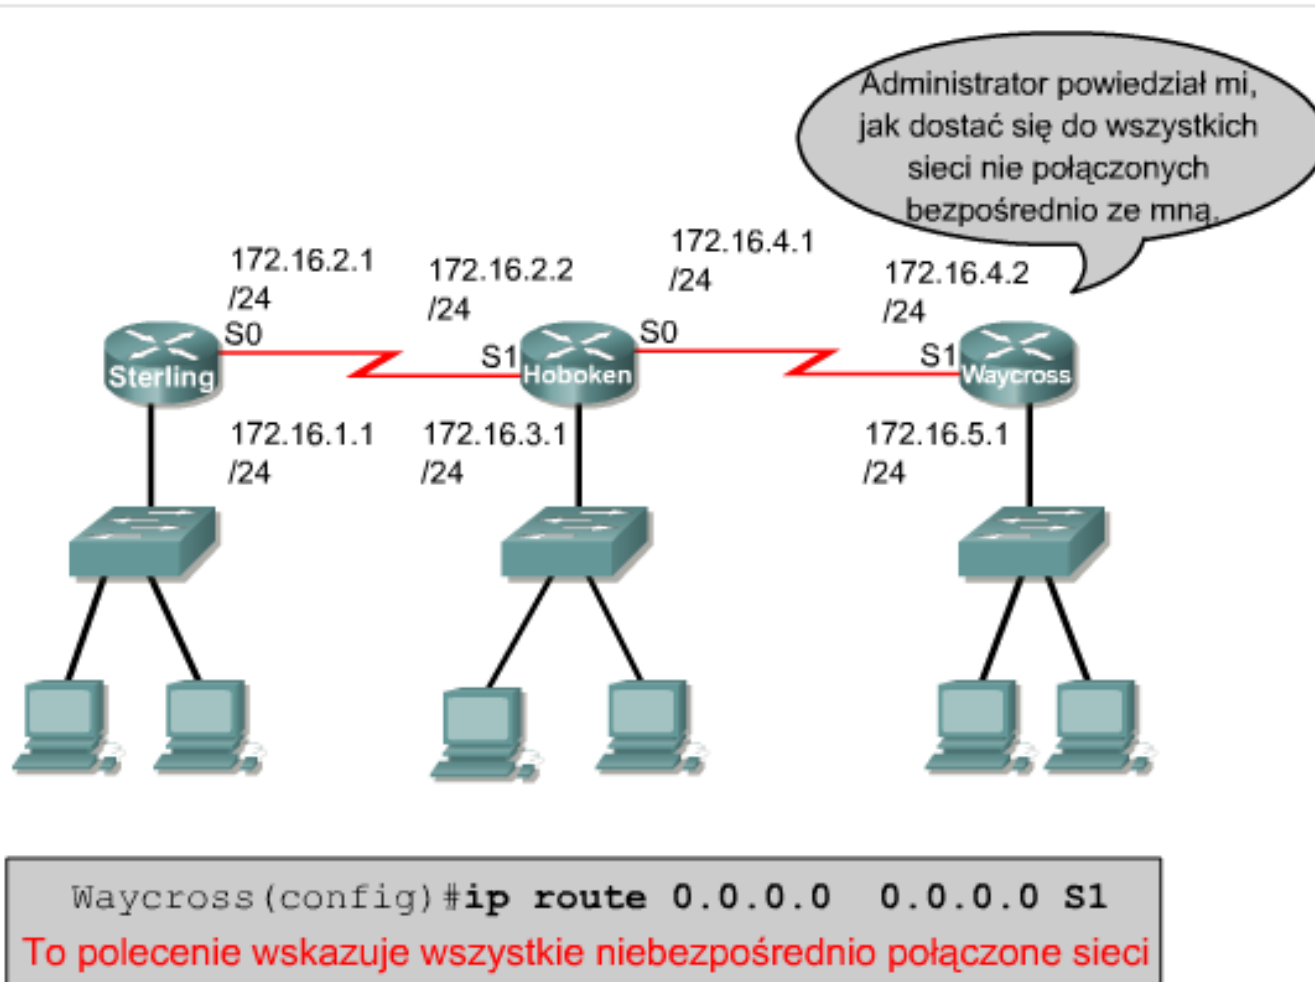 Administrator powiedział mi,
jak dostać się do wszystkich
sieci nie połączonych
bezpośrednio ze mną.
172.16.2.1
/24
172.16.2.2
/24
172.16.4.1
/24
172.16.4.2
/24
S0
S1
S0
S1
Sterling
Hoboken
Waycross
172.16.1.1
/24
172.16.3.1
/24
172.16.5.1
/24
Waycross(config)#ip route 0.0.0.0 0.0.0.0 S1
To polecenie wskazuje wszystkie niebezpośrednio połączone sieci